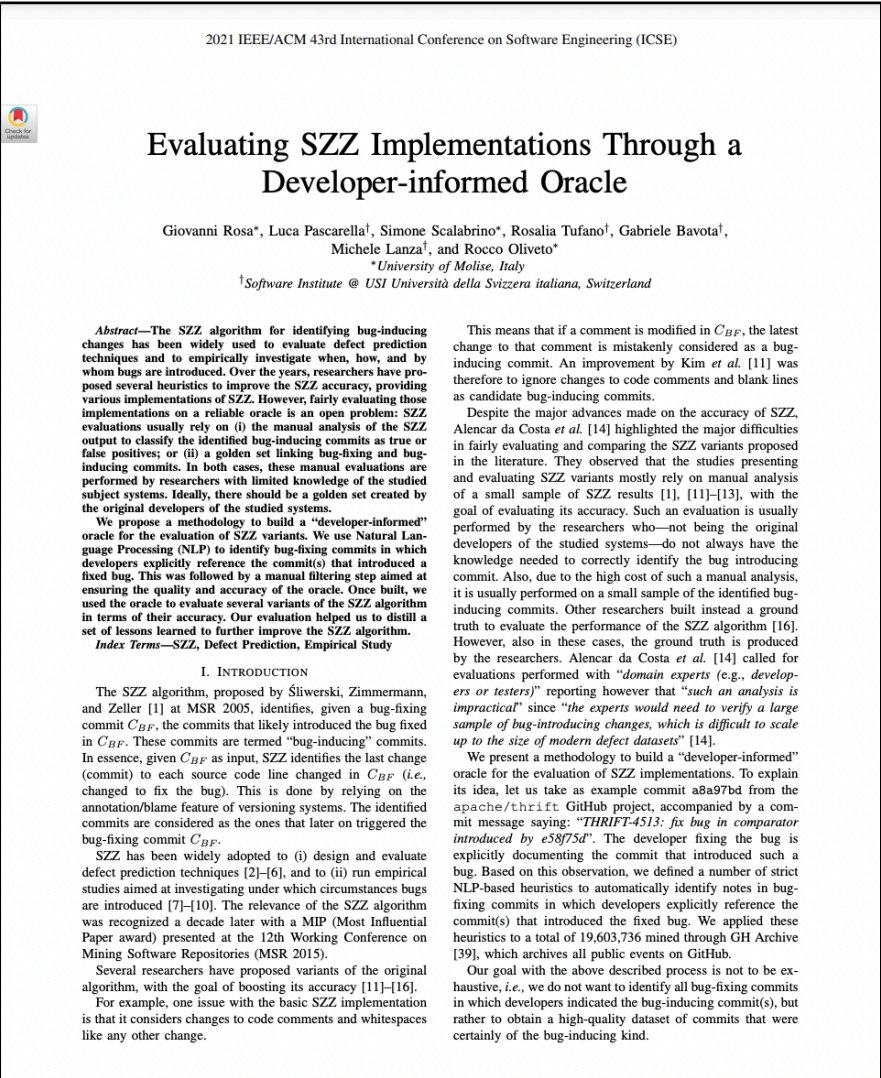 2021 IEEE/ACM 43rd International Conference on Software Engineering (ICSE)
Check for
updates
Evaluating SZZ Implementations Through a
Developer-informed Oracle
Giovanni Rosa*, Luca Pascarella†, Simone Scalabrino*, Rosalia Tufano†, Gabriele Bavota†,
Michele Lanza†, and Rocco Oliveto*
*University of Molise, Italy
†Software Institute @ USI Università della Svizzera italiana, Switzerland
Abstract—The SZZ algorithm for identifying bug-inducing
changes has been widely used to evaluate defect prediction
techniques and to empirically investigate when, how, and by
whom bugs are introduced. Over the years, researchers have pro-
posed several heuristics to improve the SZZ accuracy, providing
various implementations of SZZ. However, fairly evaluating those
implementations on a reliable oracle is an open problem: SZZ
evaluations usually rely on (i) the manual analysis of the SZZ
output to classify the identified bug-inducing commits as true or
false positives; or (ii) a golden set linking bug-fixing and bug-
inducing commits. In both cases, these manual evaluations are
performed by researchers with limited knowledge of the studied
subject systems. Ideally, there should be a golden set created by
the original developers of the studied systems.
We propose a methodology to build a “developer-informed”
oracle for the evaluation of SZZ variants. We use Natural Lan-
guage Processing (NLP) to identify bug-fixing commits in which
developers explicitly reference the commit(s) that introduced a
fixed bug. This was followed by a manual filtering step aimed at
ensuring the quality and accuracy of the oracle. Once built, we
used the oracle to evaluate several variants of the SZZ algorithm
in terms of their accuracy. Our evaluation helped us to distill a
set of lessons learned to further improve the SZZ algorithm.
Index Terms—SZZ, Defect Prediction, Empirical Study
I. INTRODUCTION
The SZZ algorithm, proposed by Śliwerski, Zimmermann,
and Zeller [1] at MSR 2005, identifies, given a bug-fixing
commit CBF, the commits that likely introduced the bug fixed
in CBF. These commits are termed “bug-inducing” commits.
In essence, given CBF as input, SZZ identifies the last change
(commit) to each source code line changed in CBF (i.e.,
changed to fix the bug). This is done by relying on the
annotation/blame feature of versioning systems. The identified
commits are considered as the ones that later on triggered the
bug-fixing commit CBF.
SZZ has been widely adopted to (i) design and evaluate
defect prediction techniques [2]–[6], and to (ii) run empirical
studies aimed at investigating under which circumstances bugs
are introduced [7]–[10]. The relevance of the SZZ algorithm
was recognized a decade later with a MIP (Most Influential
Paper award) presented at the 12th Working Conference on
Mining Software Repositories (MSR 2015).
Several researchers have proposed variants of the original
algorithm, with the goal of boosting its accuracy [11]–[16].
For example, one issue with the basic SZZ implementation
is that it considers changes to code comments and whitespaces
like any other change.
This means that if a comment is modified in CBF, the latest
change to that comment is mistakenly considered as a bug-
inducing commit. An improvement by Kim et al. [11] was
therefore to ignore changes to code comments and blank lines
as candidate bug-inducing commits.
Despite the major advances made on the accuracy of SZZ,
Alencar da Costa et al. [14] highlighted the major difficulties
in fairly evaluating and comparing the SZZ variants proposed
in the literature. They observed that the studies presenting
and evaluating SZZ variants mostly rely on manual analysis
of a small sample of SZZ results [1], [11]–[13], with the
goal of evaluating its accuracy. Such an evaluation is usually
performed by the researchers who—not being the original
developers of the studied systems—do not always have the
knowledge needed to correctly identify the bug introducing
commit. Also, due to the high cost of such a manual analysis,
it is usually performed on a small sample of the identified bug-
inducing commits. Other researchers built instead a ground
truth to evaluate the performance of the SZZ algorithm [16].
However, also in these cases, the ground truth is produced
by the researchers. Alencar da Costa et al. [14] called for
evaluations performed with “domain experts (e.g., develop-
ers or testers)” reporting however that “such an analysis is
impractical” since “the experts would need to verify a large
sample of bug-introducing changes, which is difficult to scale
up to the size of modern defect datasets” [14].
We present a methodology to build a “developer-informed”
oracle for the evaluation of SZZ implementations. To explain
its idea, let us take as example commit a8a97bd from the
apache/thrift GitHub project, accompanied by a com-
mit message saying: “THRIFT-4513: fix bug in comparator
introduced by e58f75d”. The developer fixing the bug is
explicitly documenting the commit that introduced such a
bug. Based on this observation, we defined a number of strict
NLP-based heuristics to automatically identify notes in bug-
fixing commits in which developers explicitly reference the
commit(s) that introduced the fixed bug. We applied these
heuristics to a total of 19,603,736 mined through GH Archive
[39], which archives all public events on GitHub.
Our goal with the above described process is not to be ex-
haustive, i.e., we do not want to identify all bug-fixing commits
in which developers indicated the bug-inducing commit(s), but
rather to obtain a high-quality dataset of commits that were
certainly of the bug-inducing kind.